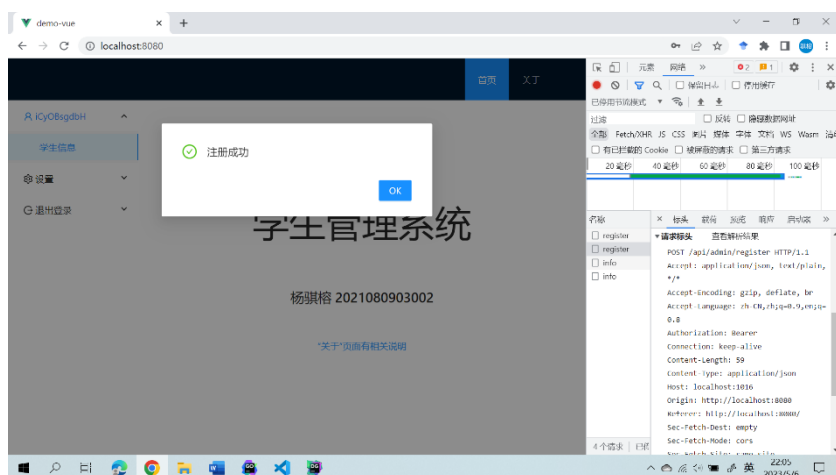 demo-vue
localhost:8080
首页
关于
iCyOBsgdbH
学生信息
设置
退出登录
注册成功
OK
学生管理系统
杨骐榕 2021080903002
"关于"页面有相关说明
元素
网络
2
1
保留日志
停用缓存
已停用节流模式
过滤
反转
隐藏数据网址
全部 Fetch/XHR JS CSS 图片 媒体 字体 文档 WS Wasm
有已拦截的 Cookie
被屏蔽的请求
第三方请求
20 毫秒
40 毫秒
60 毫秒
80 毫秒
100 毫秒
名称
标头
载荷
预览
响应
启动器
register
register
info
info
请求标头
查看解析结果
POST /api/admin/register HTTP/1.1
Accept: application/json, text/plain,
*/*
Accept-Encoding: gzip, deflate, br
Accept-Language: zh-CN,zh;q=0.9,en;q=
0.8
Authorization: Bearer
Connection: keep-alive
Content-Length: 59
Content-Type: application/json
Host: localhost:1016
Origin: http://localhost:8080
Referer: http://localhost:8080/
Sec-Fetch-Dest: empty
Sec-Fetch-Mode: cors
4 个请求
英
22:05
2023/5/6